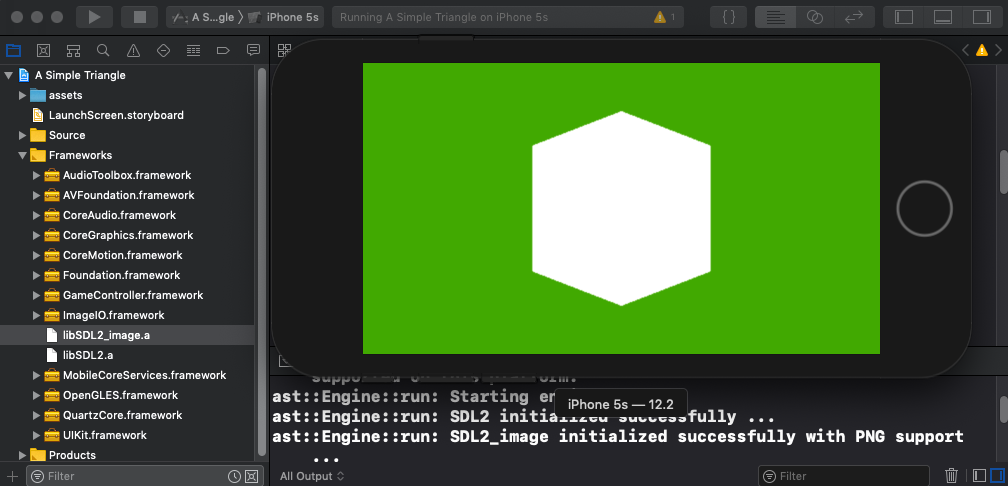 A S...gle
iPhone 5s
Running A Simple Triangle on iPhone 5s
1
A Simple Triangle
assets
LaunchScreen.storyboard
Source
Frameworks
AudioToolbox.framework
AVFoundation.framework
CoreAudio.framework
CoreGraphics.framework
CoreMotion.framework
Foundation.framework
GameController.framework
ImageIO.framework
libSDL2_image.a
libSDL2.a
MobileCoreServices.framework
OpenGLES.framework
QuartzCore.framework
UIKit.framework
Products
Filter
ast::Engine::run: Starting
iPhone 5s — 12.2
ast::Engine::run: SDL2 initialized successfully ...
ast::Engine::run: SDL2_image initialized successfully with PNG support
...
All Output
Filter